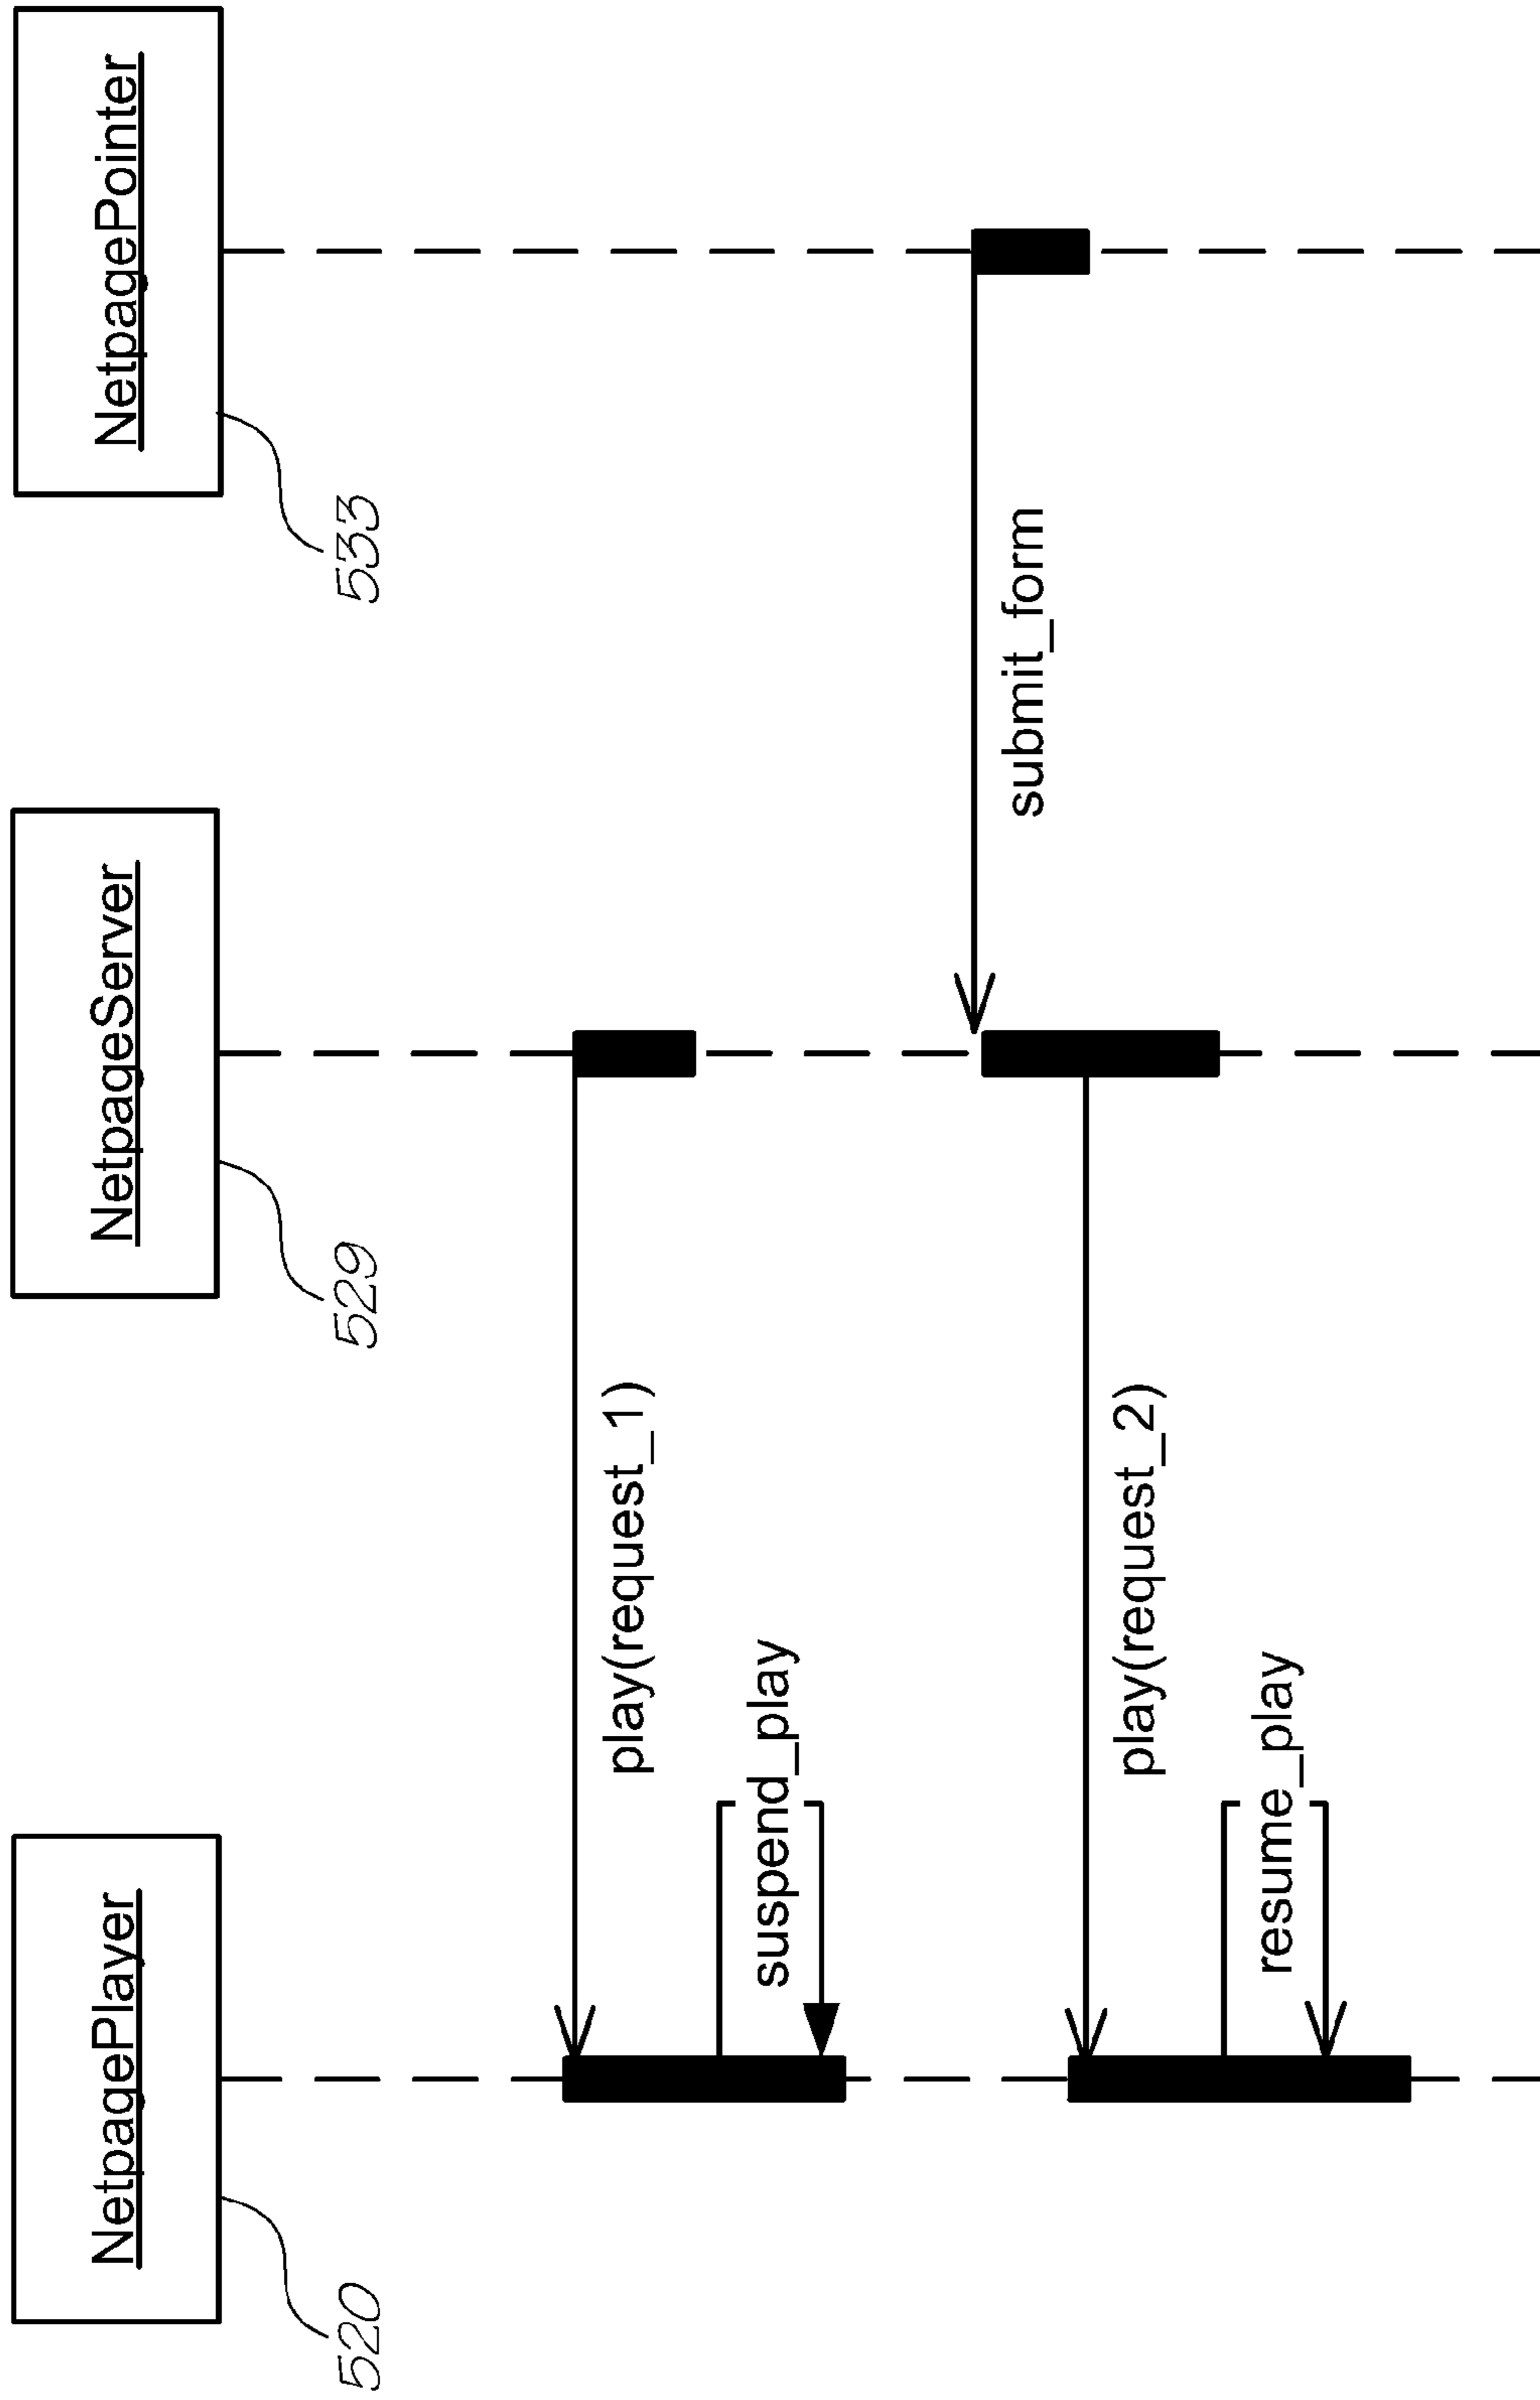 NetpagePlayer
NetpageServer
NetpagePointer
520
529
533
play(request_1)
suspend_play
submit_form
play(request_2)
resume_play